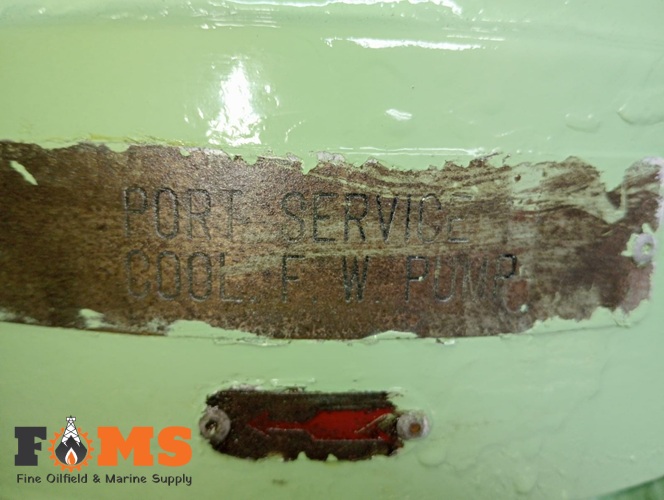 PORT SERVICE
COOL. F. W. PUMP
FOMS
Fine Oilfield & Marine Supply